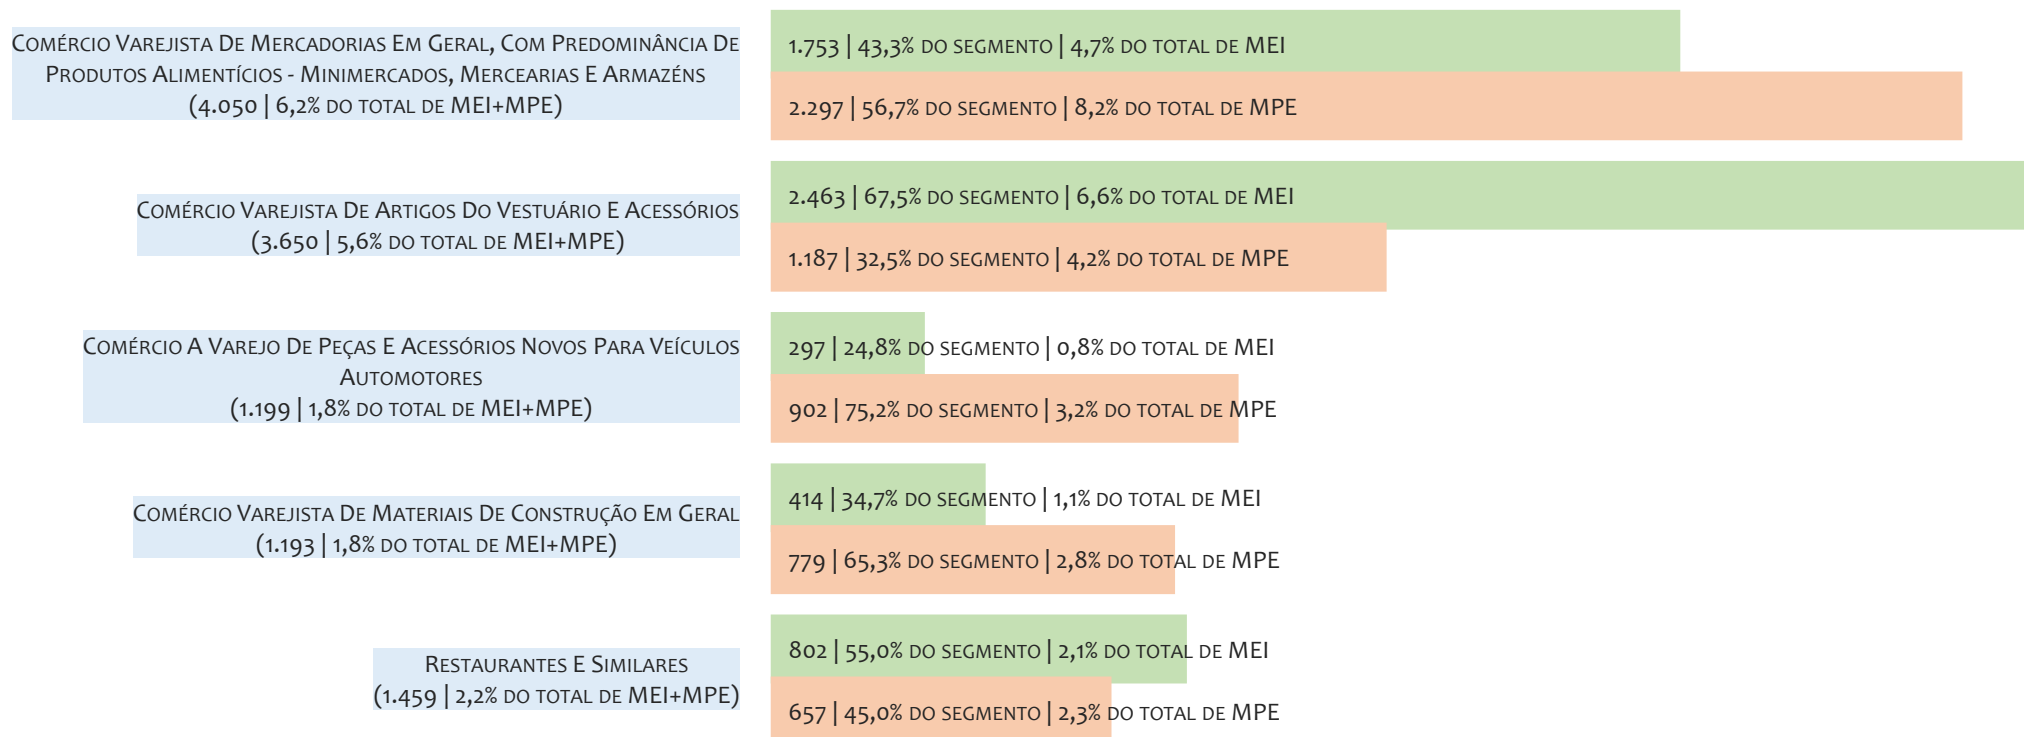 Comércio Varejista De Mercadorias Em Geral, Com Predominância De
Produtos Alimentícios - Minimercados, Mercearias E Armazéns
(4.050 | 6,2% do total de MEI+MPE)
1.753 | 43,3% do segmento | 4,7% do total de MEI
2.297 | 56,7% do segmento | 8,2% do total de MPE
Comércio Varejista De Artigos Do Vestuário E Acessórios
(3.650 | 5,6% do total de MEI+MPE)
2.463 | 67,5% do segmento | 6,6% do total de MEI
1.187 | 32,5% do segmento | 4,2% do total de MPE
Comércio A Varejo De Peças E Acessórios Novos Para Veículos
Automotores
(1.199 | 1,8% do total de MEI+MPE)
297 | 24,8% do segmento | 0,8% do total de MEI
902 | 75,2% do segmento | 3,2% do total de MPE
Comércio Varejista De Materiais De Construção Em Geral
(1.193 | 1,8% do total de MEI+MPE)
414 | 34,7% do segmento | 1,1% do total de MEI
779 | 65,3% do segmento | 2,8% do total de MPE
Restaurantes E Similares
(1.459 | 2,2% do total de MEI+MPE)
802 | 55,0% do segmento | 2,1% do total de MEI
657 | 45,0% do segmento | 2,3% do total de MPE